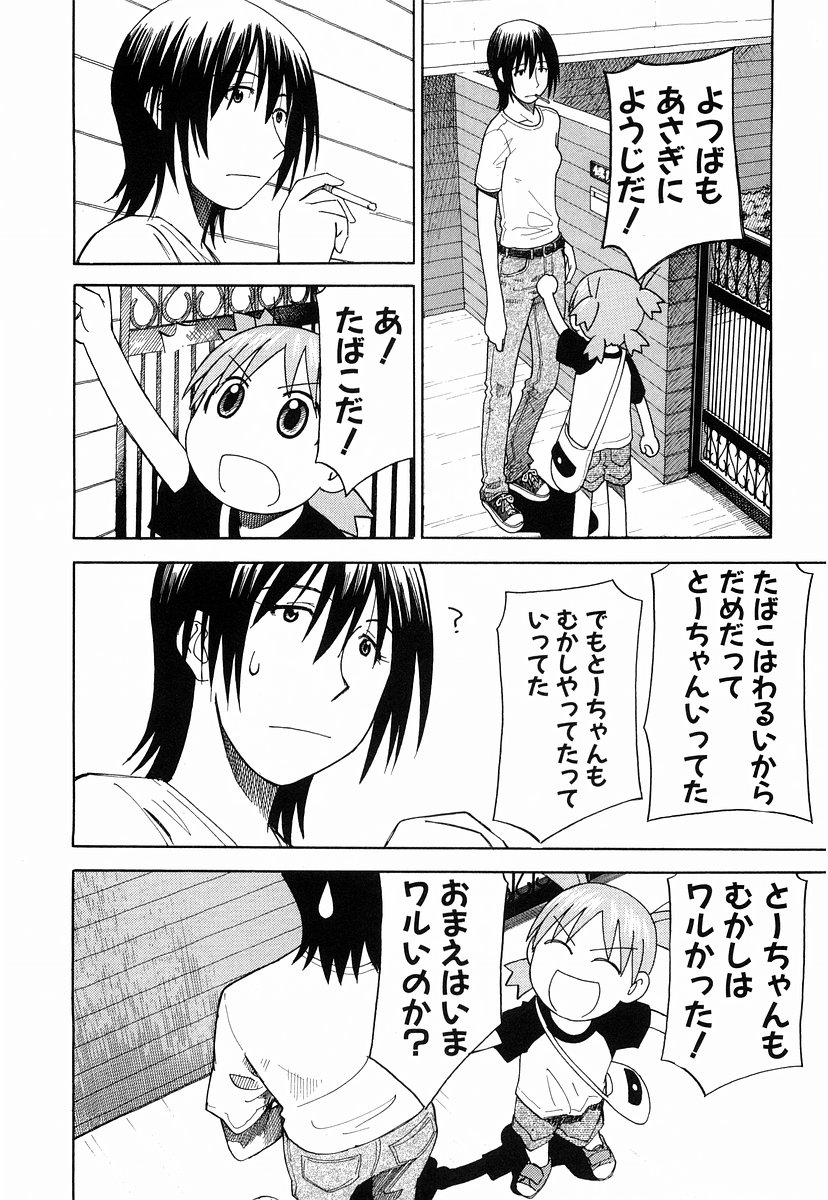 よつばも
あさぎに
ようじだ！
あ！
たばこだ！
たばこはわるいから
だめだって
とーちゃんいってた
でもとーちゃんも
むかしやってたって
いってた
？
とーちゃんも
むかしは
ワルかった！
おまえはいま
ワルいのか？